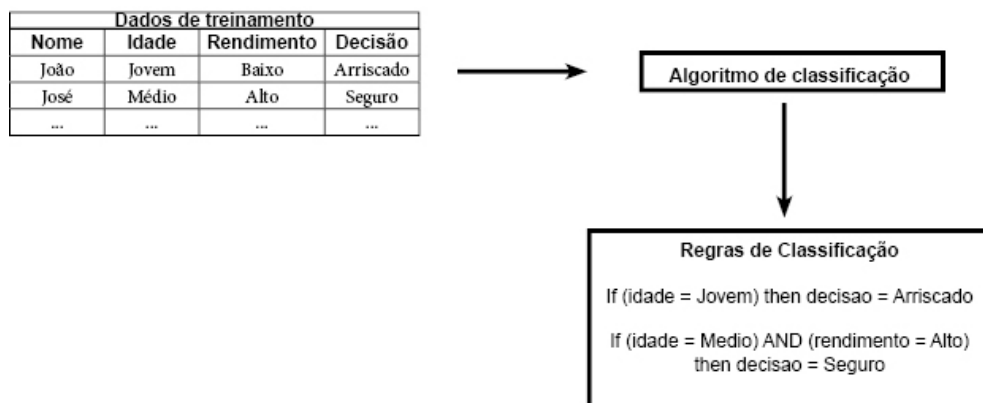 Dados de treinamento
Nome Idade Rendimento Decisão
João Jovem Baixo Arriscado
José Médio Alto Seguro
... ... ... ...
Algoritmo de classificação
Regras de Classificação
If (idade = Jovem) then decisao = Arriscado
If (idade = Medio) AND (rendimento = Alto)
then decisao = Seguro